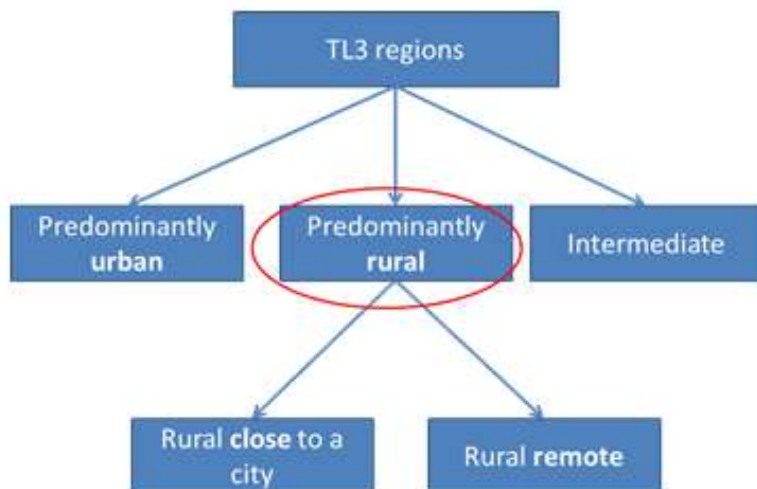 TL3 regions
Predominantly
urban
Predominantly
rural
Intermediate
Rural close to a
city
Rural remote